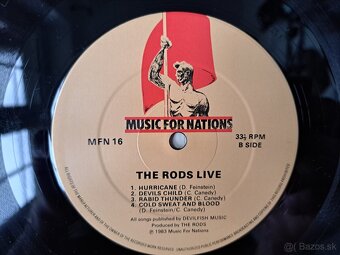 MUSIC FOR NATIONS
MFN 16
33⅓ RPM
B SIDE
THE RODS LIVE
1. HURRICANE (D. Feinstein)
2. DEVILS CHILD (C. Canedy)
3. RABID THUNDER (C. Canedy)
4. COLD SWEAT AND BLOOD
(D. Feinstein/C. Canedy)
All songs published by DEVILFISH MUSIC
Produced by THE RODS
℗ 1983 Music For Nations
Bazos.sk